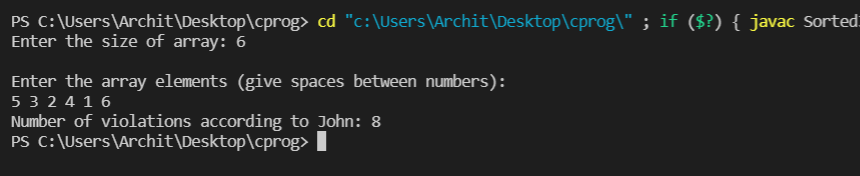 PS C:\Users\Archit\Desktop\cprog> cd "c:\Users\Archit\Desktop\cprog\" ; if ($?) { javac Sorted
Enter the size of array: 6
Enter the array elements (give spaces between numbers):
5 3 2 4 1 6
Number of violations according to John: 8
PS C:\Users\Archit\Desktop\cprog>